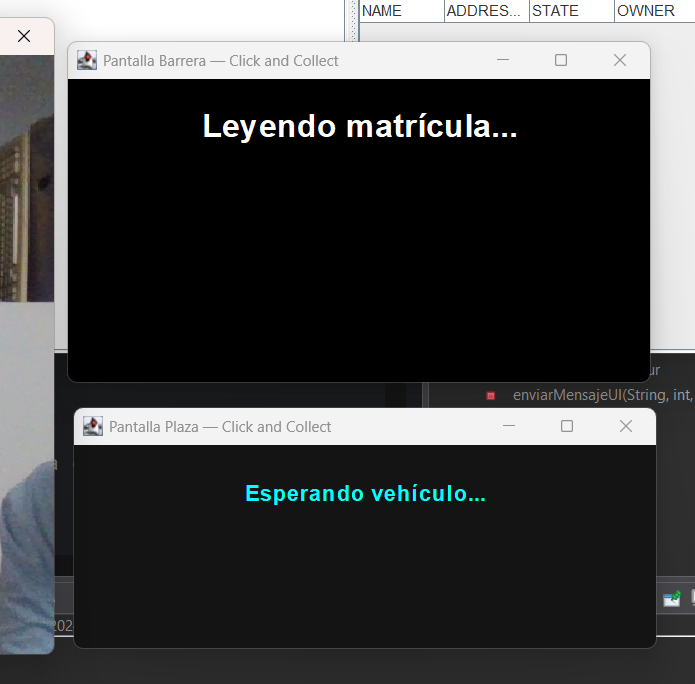 NAME ADDRES... STATE OWNER
Pantalla Barrera — Click and Collect
Leyendo matrícula...
enviarMensajeUI(String, int,
Pantalla Plaza — Click and Collect
Esperando vehículo...